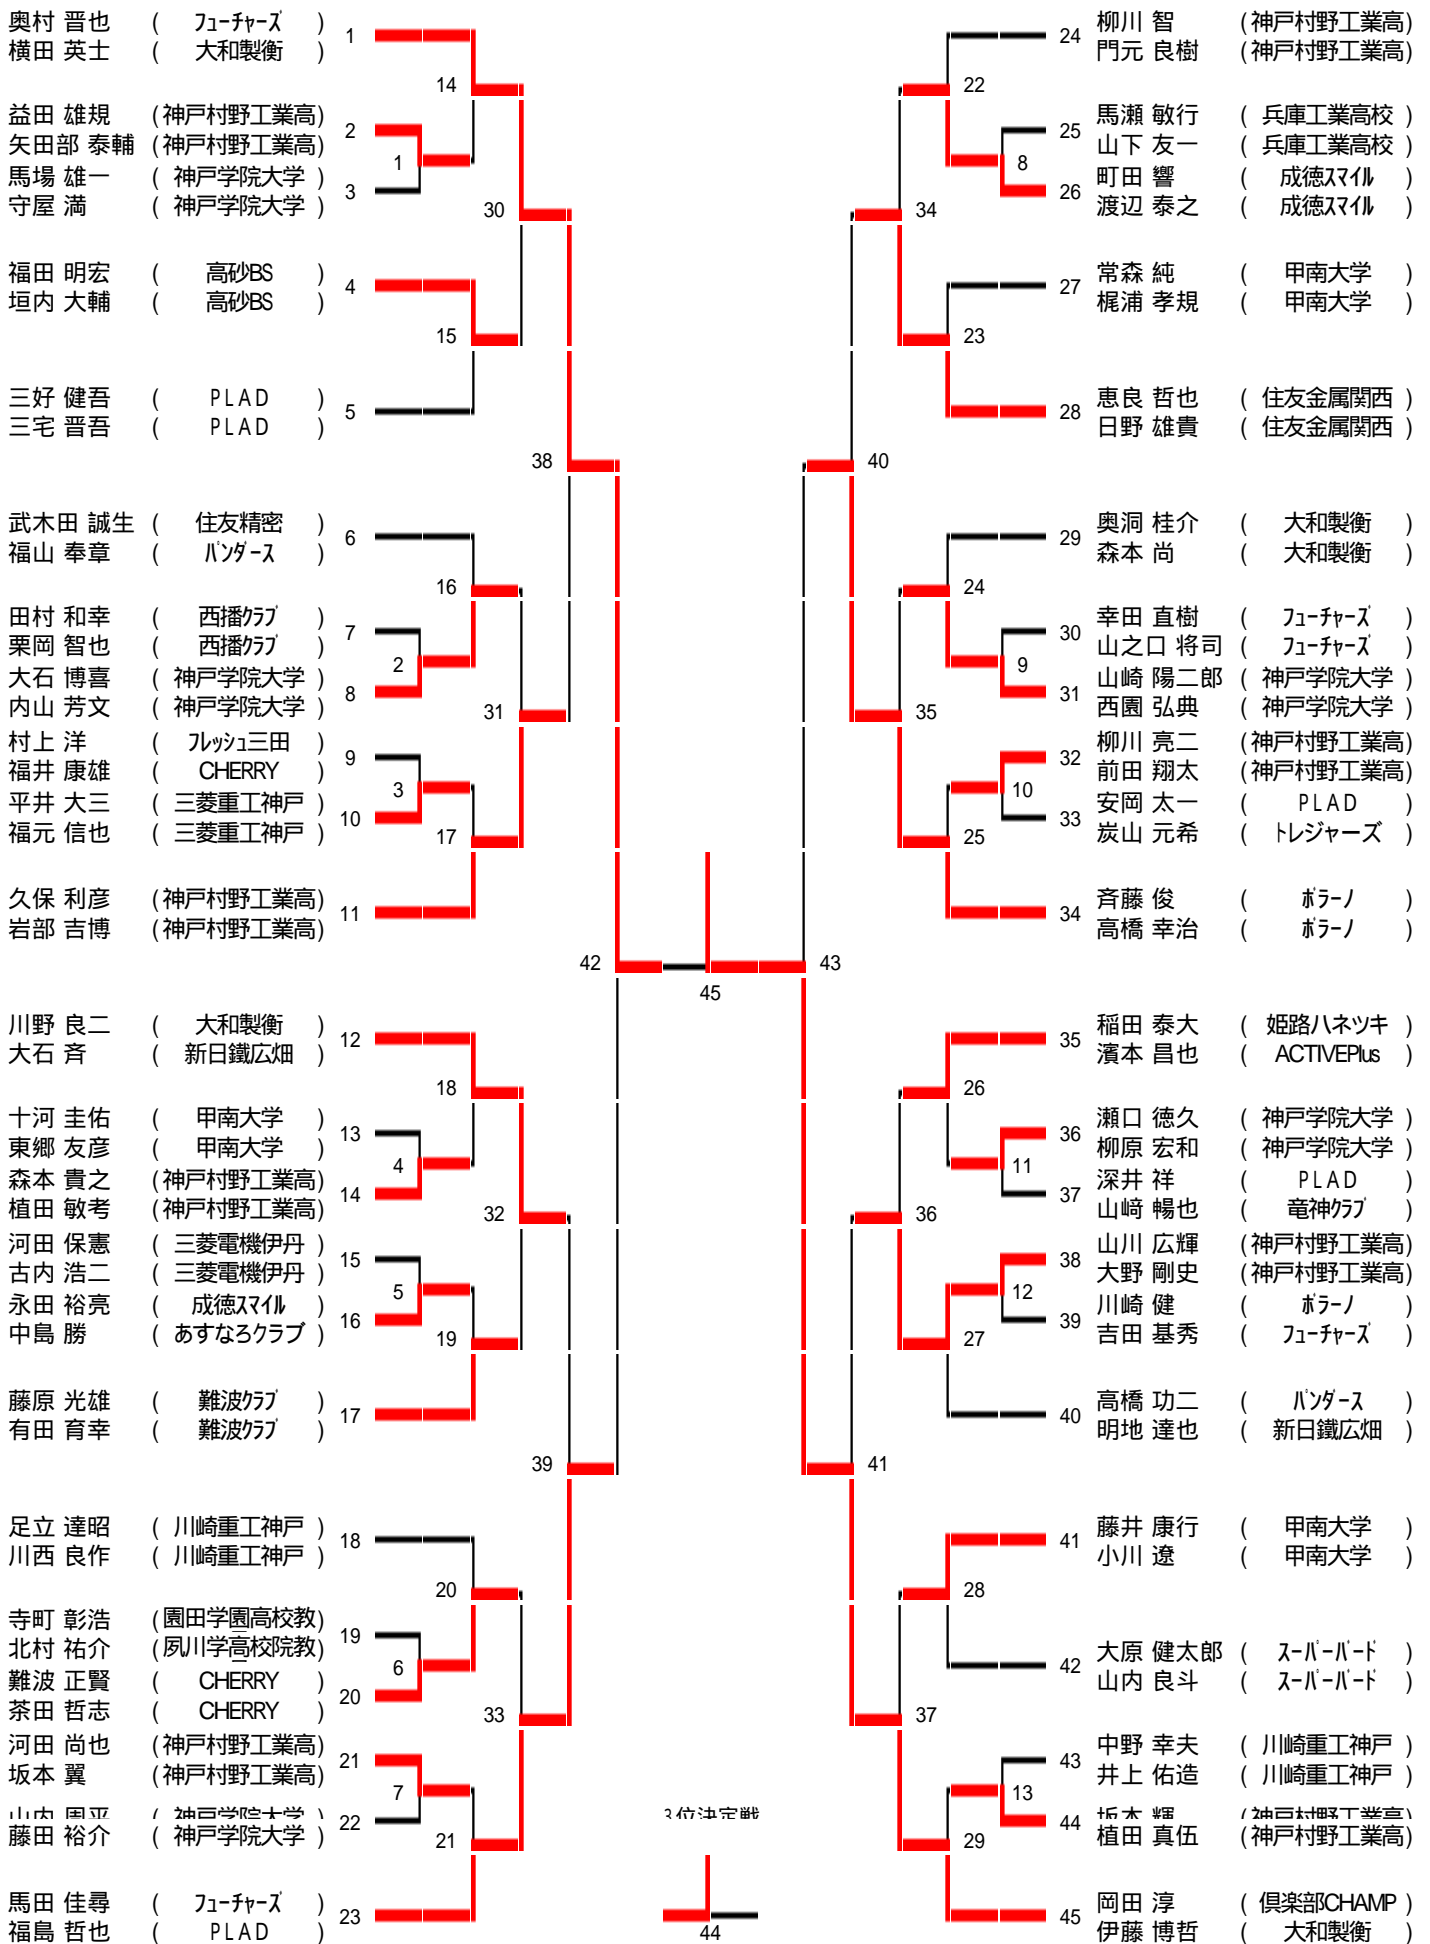 奥村 晋也 ( フューチャーズ )
横田 英士 ( 大和製衡 )
1
14
益田 雄規 (神戸村野工業高)
矢田部 泰輔 (神戸村野工業高)
2
1
馬場 雄一 ( 神戸学院大学 )
守屋 満 ( 神戸学院大学 )
3
30
福田 明宏 ( 高砂BS )
垣内 大輔 ( 高砂BS )
4
15
三好 健吾 ( PLAD )
三宅 晋吾 ( PLAD )
5
38
武木田 誠生 ( 住友精密 )
福山 奉章 ( パンダース )
6
16
田村 和幸 ( 西播クラブ )
栗岡 智也 ( 西播クラブ )
7
2
大石 博喜 ( 神戸学院大学 )
内山 芳文 ( 神戸学院大学 )
8
31
村上 洋 ( フレッシュ三田 )
福井 康雄 ( CHERRY )
9
3
平井 大三 ( 三菱重工神戸 )
福元 信也 ( 三菱重工神戸 )
10
17
久保 利彦 (神戸村野工業高)
岩部 吉博 (神戸村野工業高)
11
42
川野 良二 ( 大和製衡 )
大石 斉 ( 新日鐵広畑 )
12
18
十河 圭佑 ( 甲南大学 )
東郷 友彦 ( 甲南大学 )
13
4
森本 貴之 (神戸村野工業高)
植田 敏考 (神戸村野工業高)
14
32
河田 保憲 ( 三菱電機伊丹 )
古内 浩二 ( 三菱電機伊丹 )
15
5
永田 裕亮 ( 成徳スマイル )
中島 勝 ( あすなろクラブ )
16
19
藤原 光雄 ( 難波クラブ )
有田 育幸 ( 難波クラブ )
17
39
足立 達昭 ( 川崎重工神戸 )
川西 良作 ( 川崎重工神戸 )
18
20
寺町 彰浩 (園田学園高校教)
北村 祐介 (夙川学高校院教)
19
6
難波 正賢 ( CHERRY )
茶田 哲志 ( CHERRY )
20
33
河田 尚也 (神戸村野工業高)
坂本 翼 (神戸村野工業高)
21
7
山内 周平 ( 神戸学院大学 )
藤田 裕介 ( 神戸学院大学 )
22
21
馬田 佳尋 ( フューチャーズ )
福島 哲也 ( PLAD )
23
45
3位決定戦
44
24
柳川 智 (神戸村野工業高)
門元 良樹 (神戸村野工業高)
22
25
馬瀬 敏行 ( 兵庫工業高校 )
山下 友一 ( 兵庫工業高校 )
8
26
町田 響 ( 成徳スマイル )
渡辺 泰之 ( 成徳スマイル )
34
27
常森 純 ( 甲南大学 )
梶浦 孝規 ( 甲南大学 )
23
28
恵良 哲也 ( 住友金属関西 )
日野 雄貴 ( 住友金属関西 )
40
29
奥洞 桂介 ( 大和製衡 )
森本 尚 ( 大和製衡 )
24
30
幸田 直樹 ( フューチャーズ )
山之口 将司 ( フューチャーズ )
9
31
山崎 陽二郎 ( 神戸学院大学 )
西園 弘典 ( 神戸学院大学 )
35
32
柳川 亮二 (神戸村野工業高)
前田 翔太 (神戸村野工業高)
10
33
安岡 太一 ( PLAD )
炭山 元希 ( トレジャーズ )
25
34
斉藤 俊 ( ボラーノ )
高橋 幸治 ( ボラーノ )
43
35
稲田 泰大 ( 姫路ハネツキ )
濱本 昌也 ( ACTIVEPlus )
26
36
瀬口 徳久 ( 神戸学院大学 )
柳原 宏和 ( 神戸学院大学 )
11
37
深井 祥 ( PLAD )
山﨑 暢也 ( 竜神クラブ )
36
38
山川 広輝 (神戸村野工業高)
大野 剛史 (神戸村野工業高)
12
39
川崎 健 ( ボラーノ )
吉田 基秀 ( フューチャーズ )
27
40
高橋 功二 ( パンダース )
明地 達也 ( 新日鐵広畑 )
41
41
藤井 康行 ( 甲南大学 )
小川 遼 ( 甲南大学 )
28
42
大原 健太郎 ( スーパーバード )
山内 良斗 ( スーパーバード )
37
43
中野 幸夫 ( 川崎重工神戸 )
井上 佑造 ( 川崎重工神戸 )
13
44
坂本 輝 (神戸村野工業高)
植田 真伍 (神戸村野工業高)
29
45
岡田 淳 ( 倶楽部CHAMP )
伊藤 博哲 ( 大和製衡 )